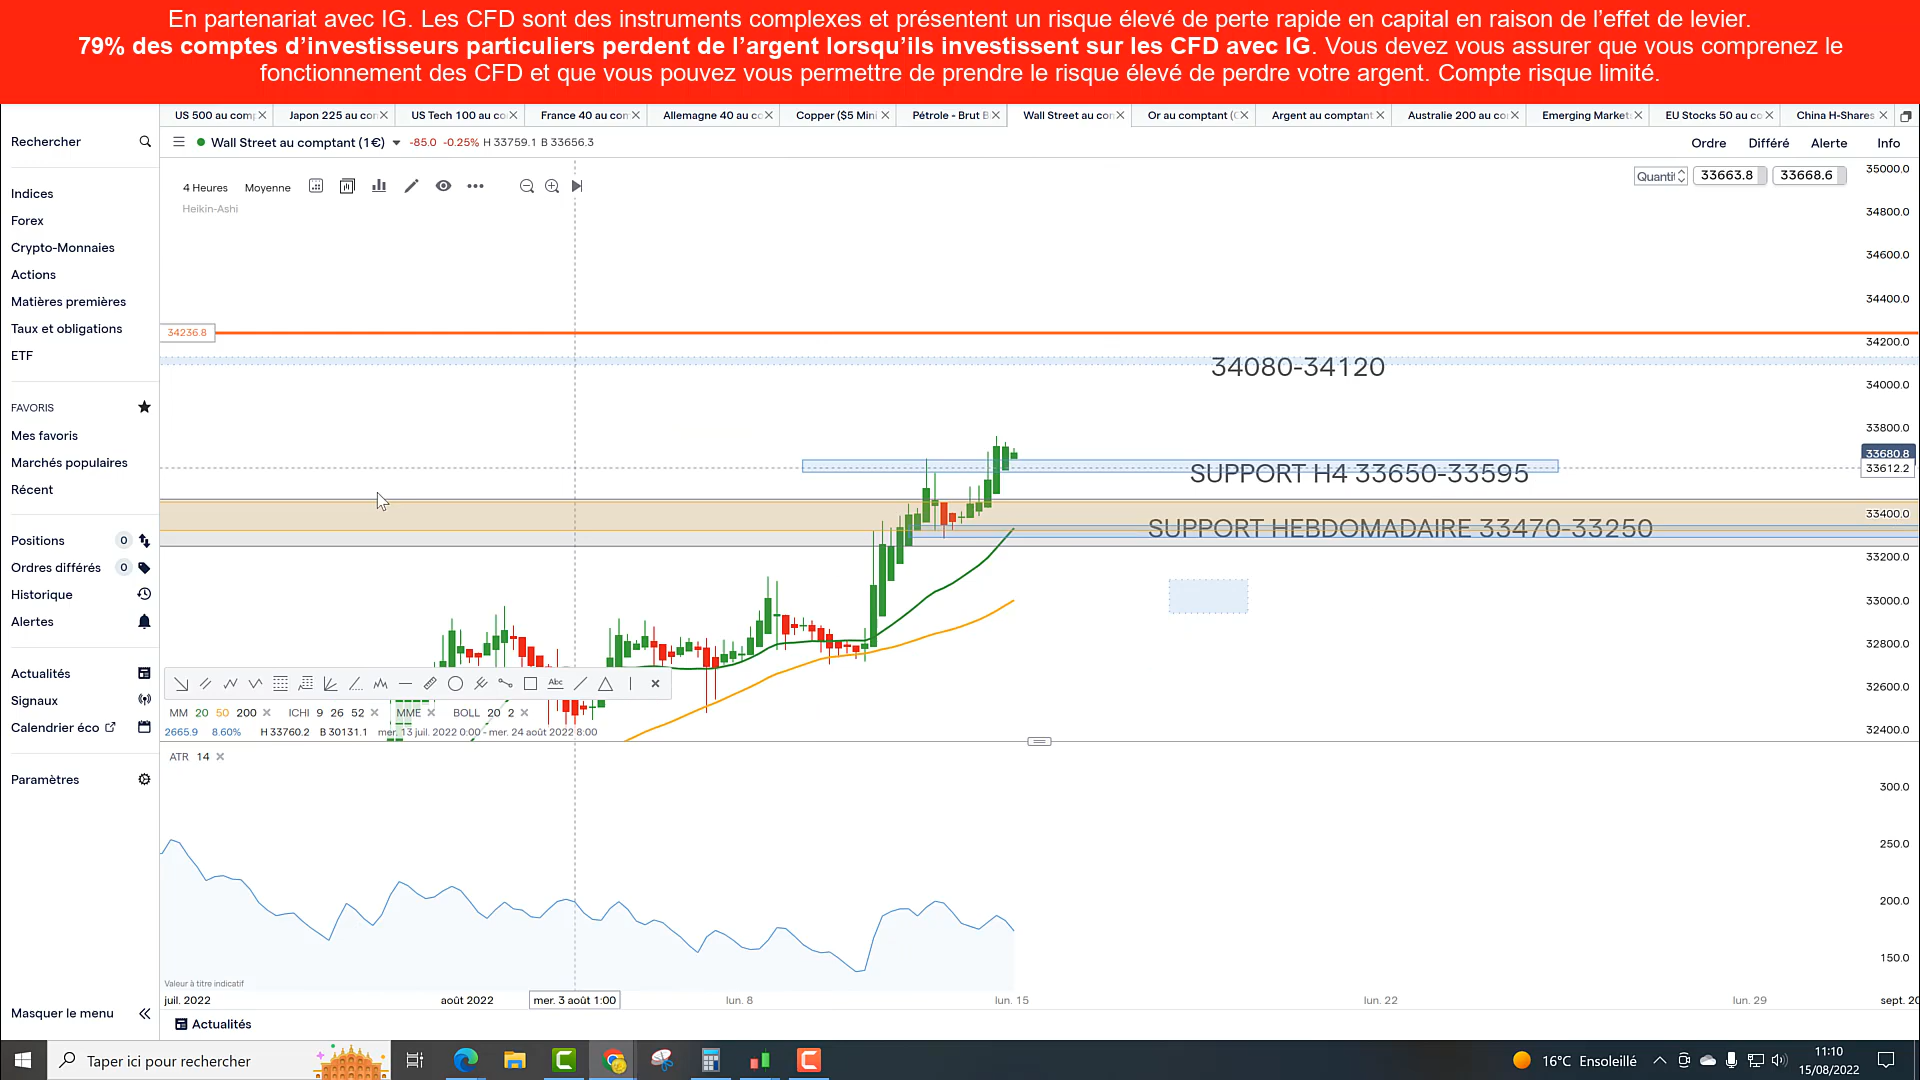 En partenariat avec IG. Les CFD sont des instruments complexes et présentent un risque élevé de perte rapide en capital en raison de l'effet de levier.
79% des comptes d'investisseurs particuliers perdent de l'argent lorsqu'ils investissent sur les CFD avec IG. Vous devez vous assurer que vous comprenez le
fonctionnement des CFD et que vous pouvez vous permettre de prendre le risque élevé de perdre votre argent. Compte risque limité.
US 500 au comp
Japon 225 au con
US Tech 100 au co
France 40 au con
Allemagne 40 au co
Copper ($5 Mini
Pétrole - Brut B
Wall Street au con
Or au comptant (
Argent au comptant
Australie 200 au co
Emerging Market
EU Stocks 50 au co
China H-Shares
Rechercher
Wall Street au comptant (1€) -85.0 -0.25% H 33759.1 B 33656.3
Ordre Différé Alerte Info
4 Heures Moyenne
Heikin-Ashi
Quanti 33663.8 33668.6
Indices
Forex
Crypto-Monnaies
Actions
Matières premières
Taux et obligations
ETF
FAVORIS
Mes favoris
Marchés populaires
Récent
Positions 0
Ordres différés 0
Historique
Alertes
Actualités
Signaux
Calendrier éco
Paramètres
Masquer le menu
35000.0
34800.0
34600.0
34400.0
34236.8
34200.0
34080-34120
34000.0
33800.0
33680.8
33612.2
SUPPORT H4 33650-33595
33400.0
SUPPORT HEBDOMADAIRE 33470-33250
33200.0
33000.0
32800.0
32600.0
32400.0
Abc
MM 20 50 200 ICHI 9 26 52 MME BOLL 20 2
2665.9 8.60% H 33760.2 B 30131.1 mer. 13 juil. 2022 0:00 - mer. 24 août 2022 8:00
ATR 14
300.0
250.0
200.0
150.0
Valeur à titre indicatif
juil. 2022 août 2022 mer. 3 août 1:00 lun. 8 lun. 15 lun. 22 lun. 29 sept. 20
Actualités
Taper ici pour rechercher
16°C Ensoleillé
11:10
15/08/2022